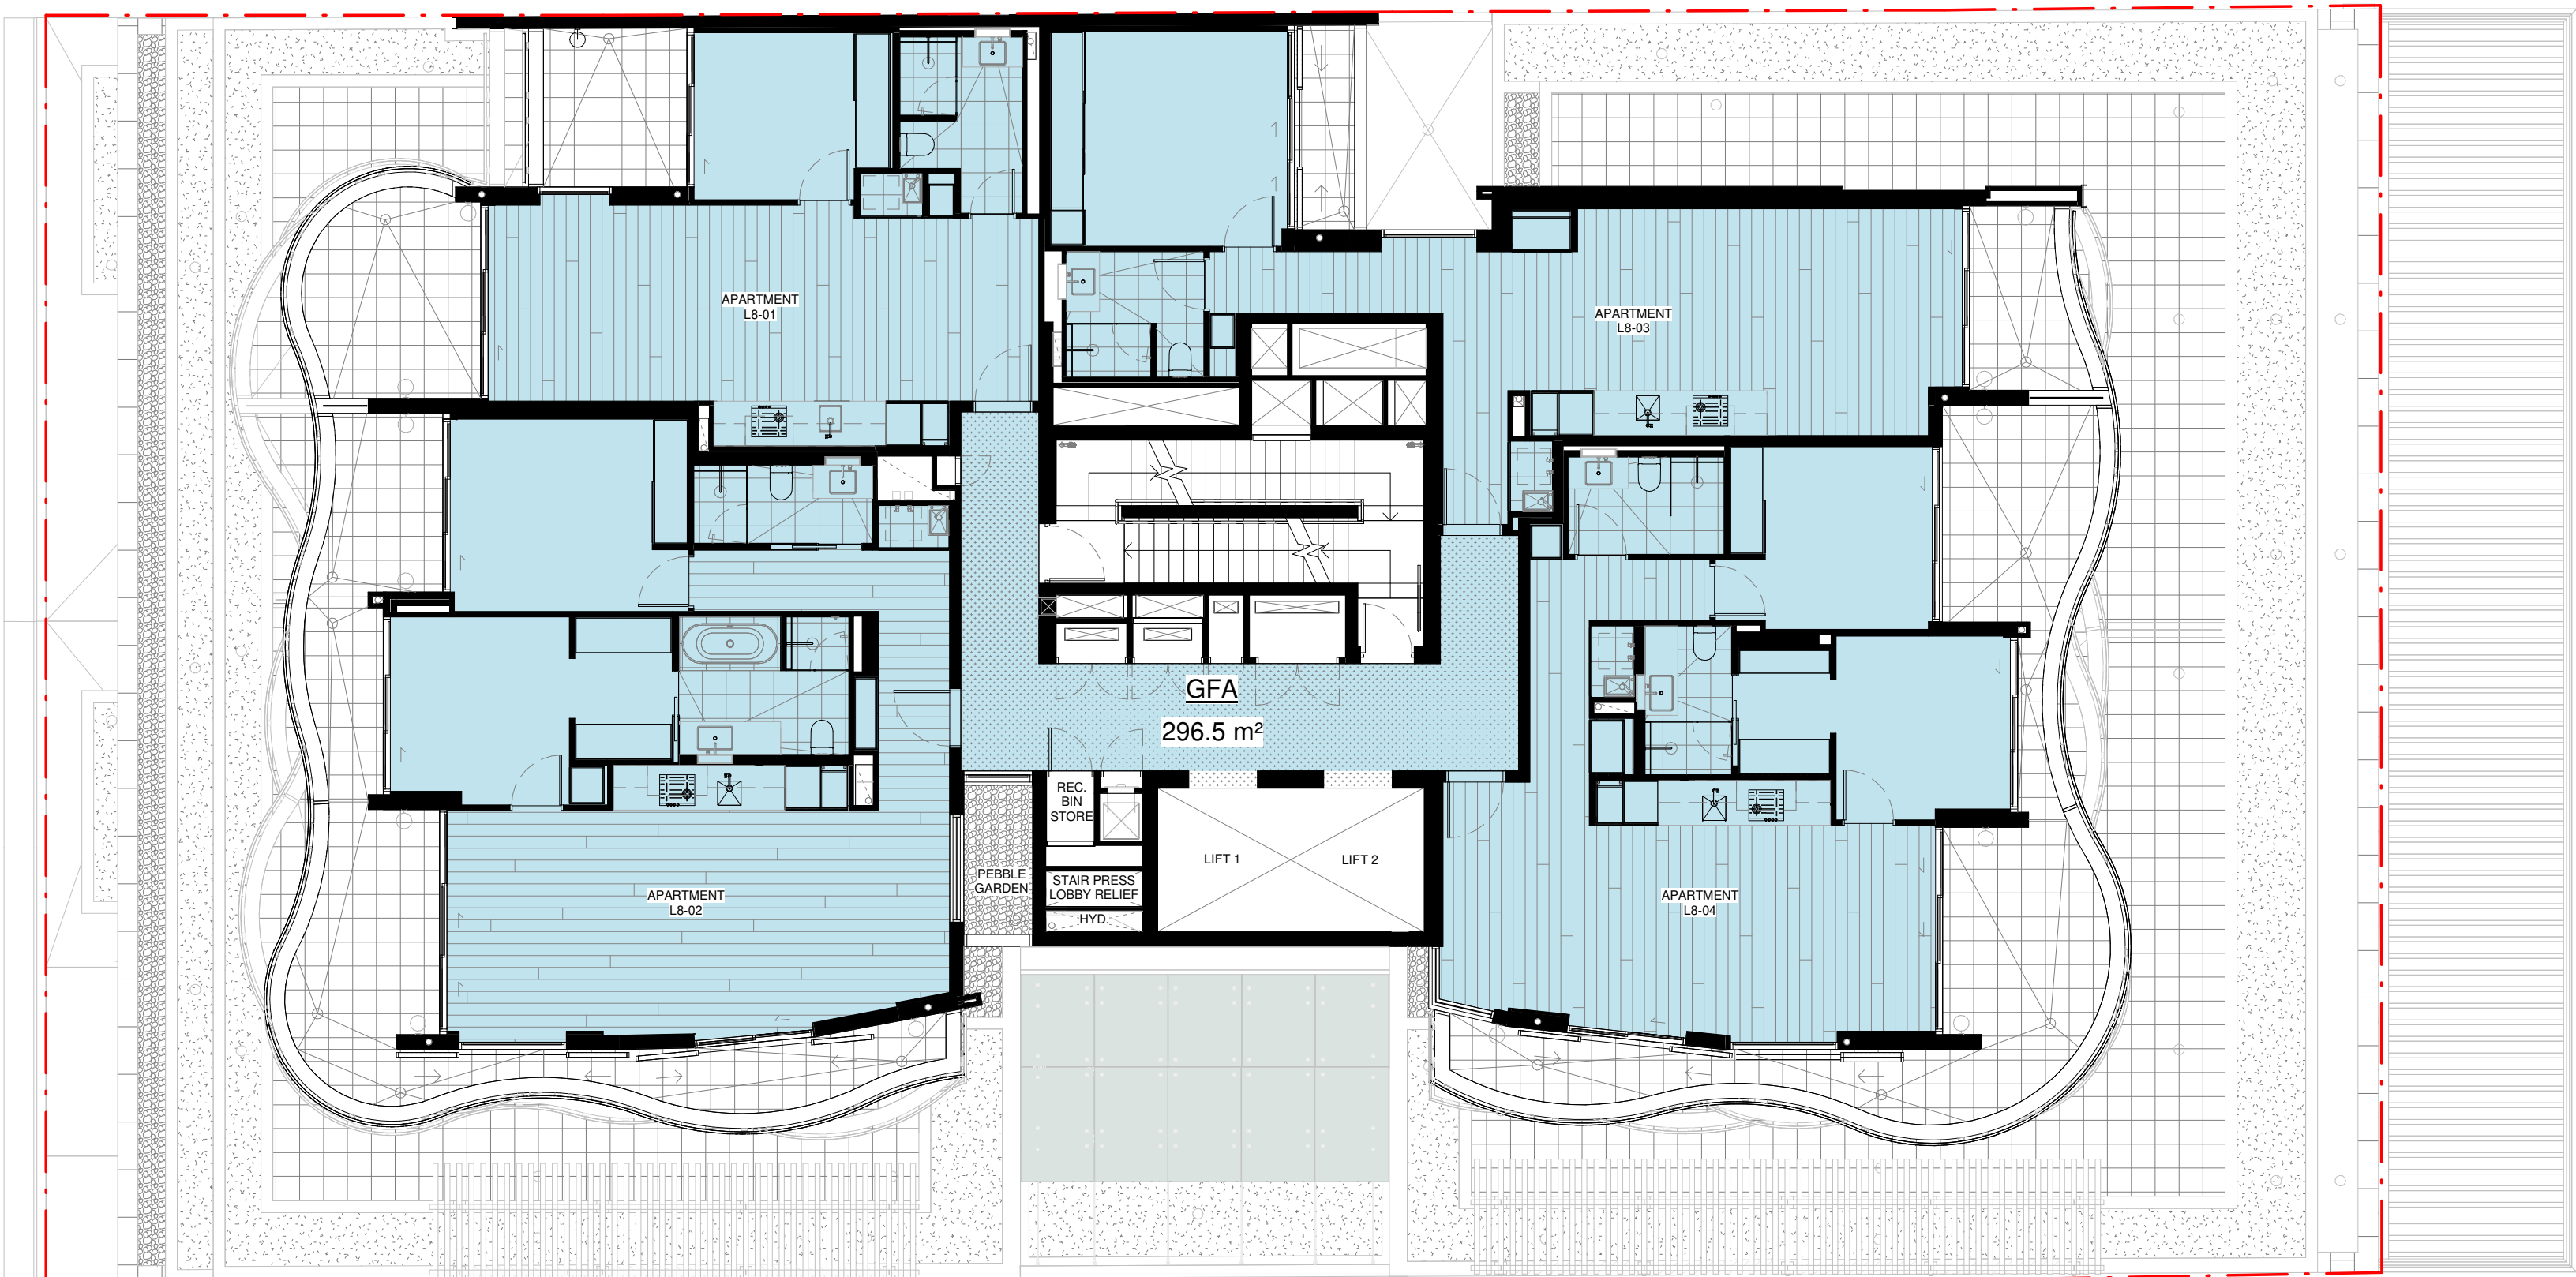 APARTMENT
L8-01
APARTMENT
L8-03
GFA
296.5 m²
REC.
BIN
STORE
LIFT 1
LIFT 2
PEBBLE
GARDEN
STAIR PRESS
LOBBY RELIEF
HYD.
APARTMENT
L8-02
APARTMENT
L8-04